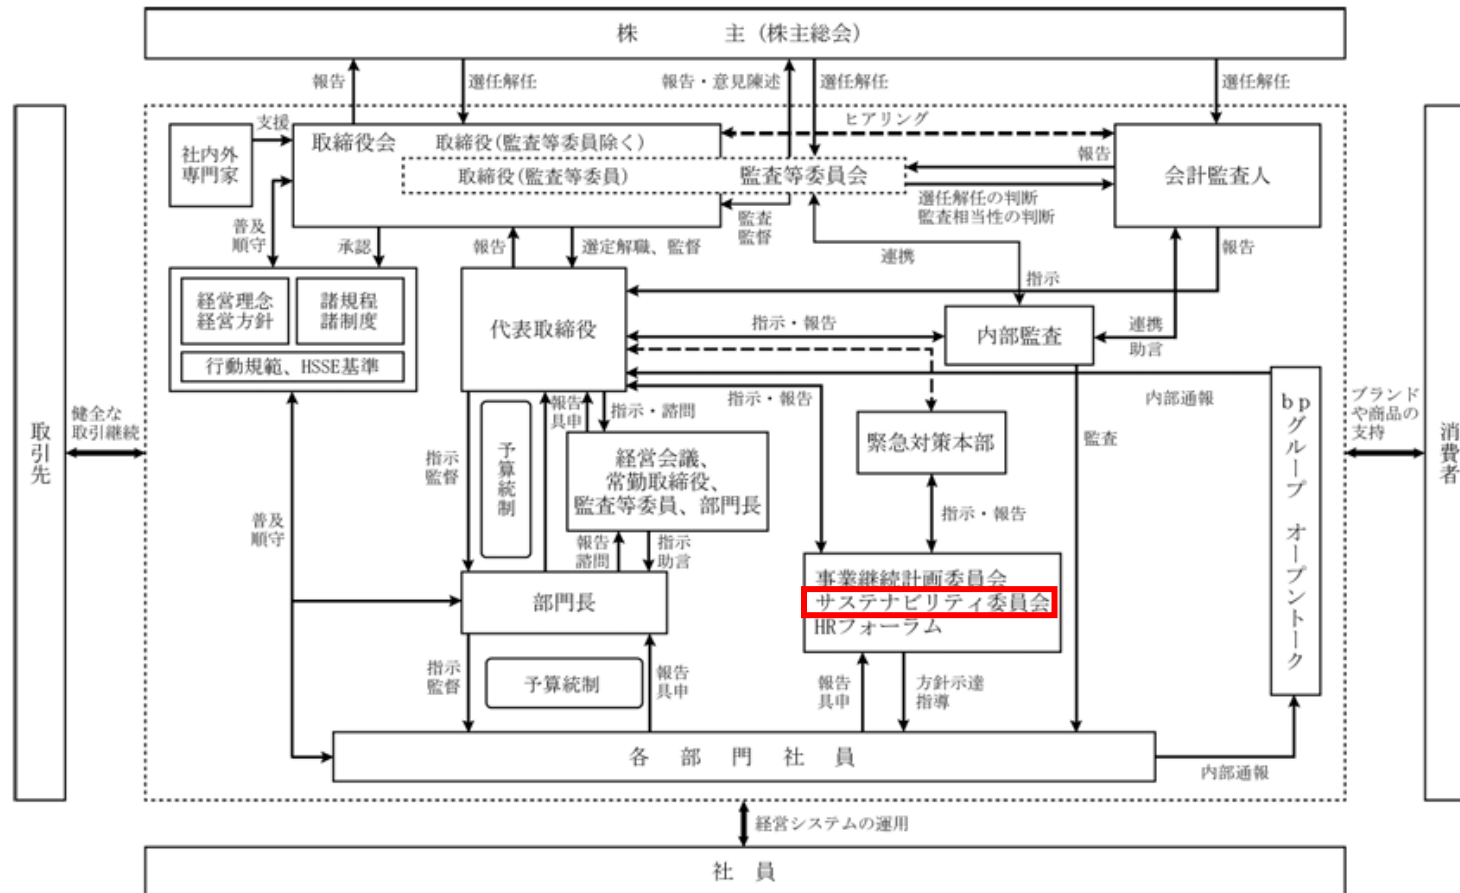 株　主（株主総会）
報告
選任解任
報告・意見陳述
選任解任
選任解任
支援
ヒアリング
社内外
専門家
取締役会
取締役(監査等委員除く)
取締役(監査等委員)
監査等委員会
報告
会計監査人
選任解任の判断
監査相当性の判断
監査
監督
普及
順守
承認
報告
選定解職、監督
連携
指示
報告
経営理念
経営方針
諸規程
諸制度
行動規範、HSSE基準
代表取締役
指示・報告
内部監査
連携
助言
取引先
健全な
取引継続
報告
具申
指示・諮問
指示・報告
内部通報
ブランド
や商品の
支持
消費者
bpグループ　オープントーク
指示
監督
予算統制
経営会議、
常勤取締役、
監査等委員、部門長
緊急対策本部
監査
普及
順守
報告
諮問
指示
助言
指示・報告
部門長
事業継続計画委員会
サステナビリティ委員会
HRフォーラム
指示
監督
予算統制
報告
具申
報告
具申
方針示達
指導
各部門社員
内部通報
経営システムの運用
社員